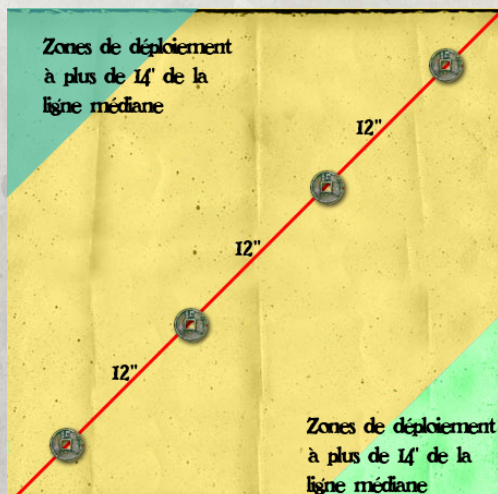 Zones de déploiement
à plus de 14" de la
ligne médiane
12"
12"
12"
Zones de déploiement
à plus de 14" de la
ligne médiane